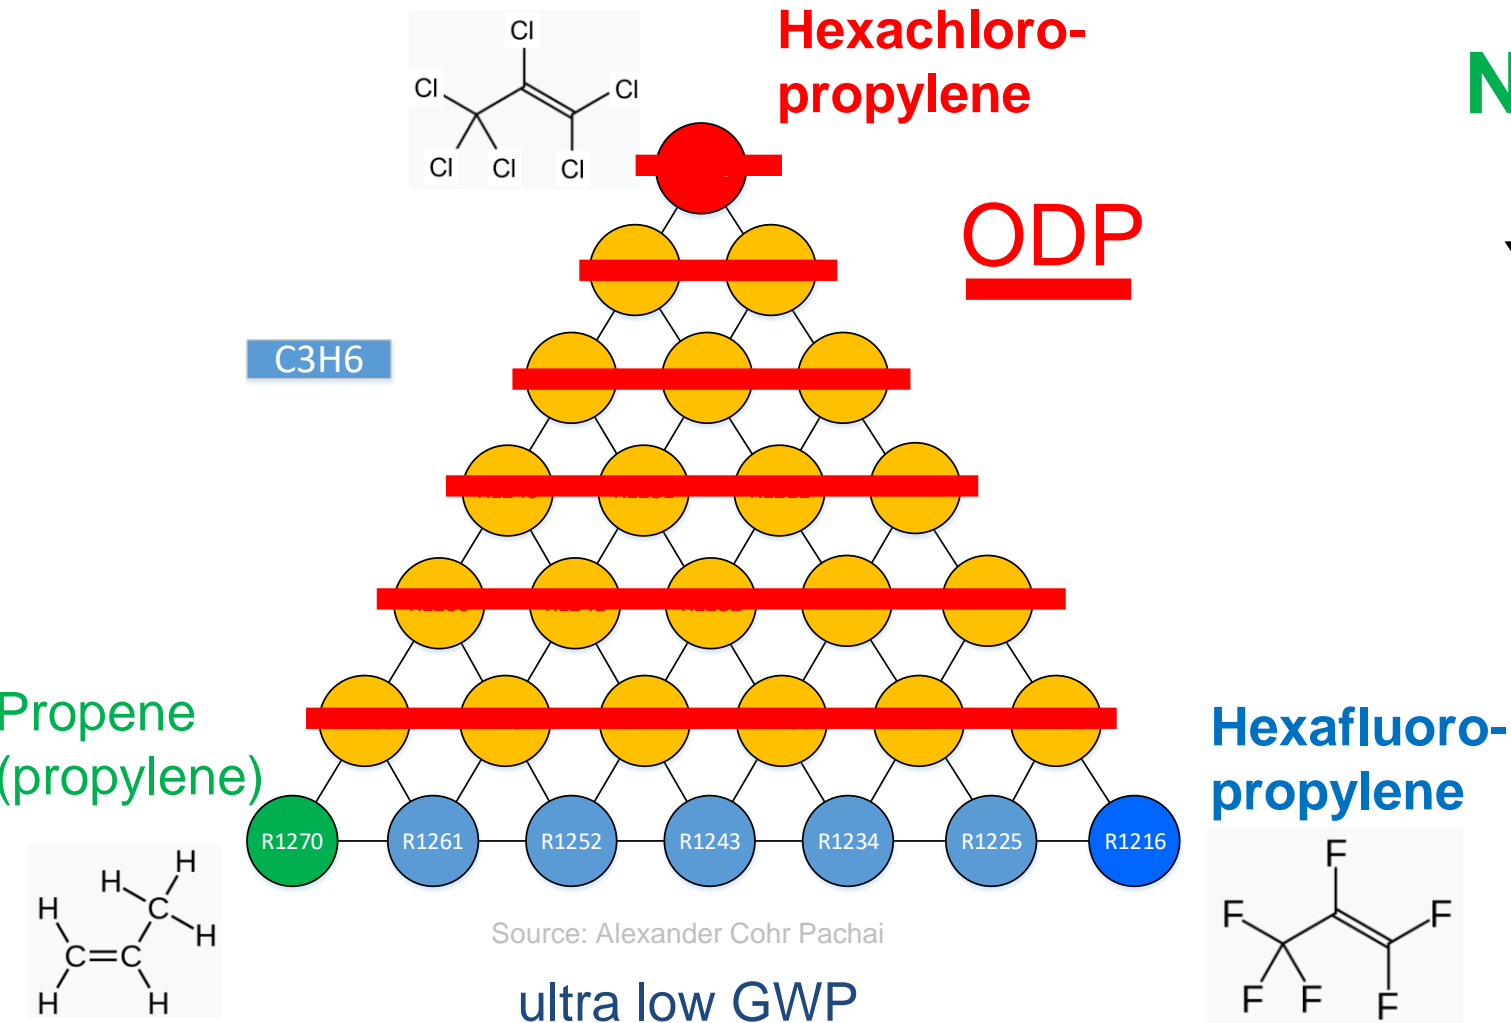 Cl
Hexachloro-
propylene
Cl
Cl
Cl
Cl
Cl
N
ODP
C3H6
Propene
(propylene)
Hexafluoro-
propylene
R1270
R1261
R1252
R1243
R1234
R1225
R1216
H
H
H
C
H
C=C
H
H
F
F
F
F
F
F
Source: Alexander Cohr Pachai
ultra low GWP